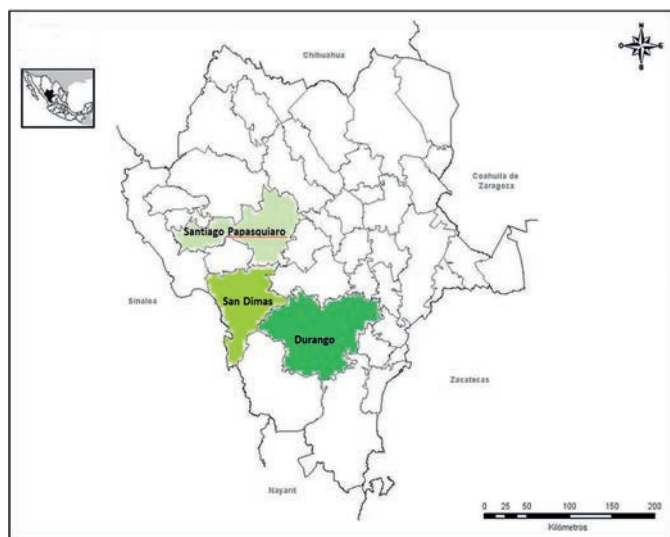 Chihuahua
N
O E
S
Coahuila de
Zaragoza
Santiago Papasquiaro
Sinaloa
San Dimas
Durango
Zacatecas
Nayarit
0 25 50 100 150 200
Kilómetros